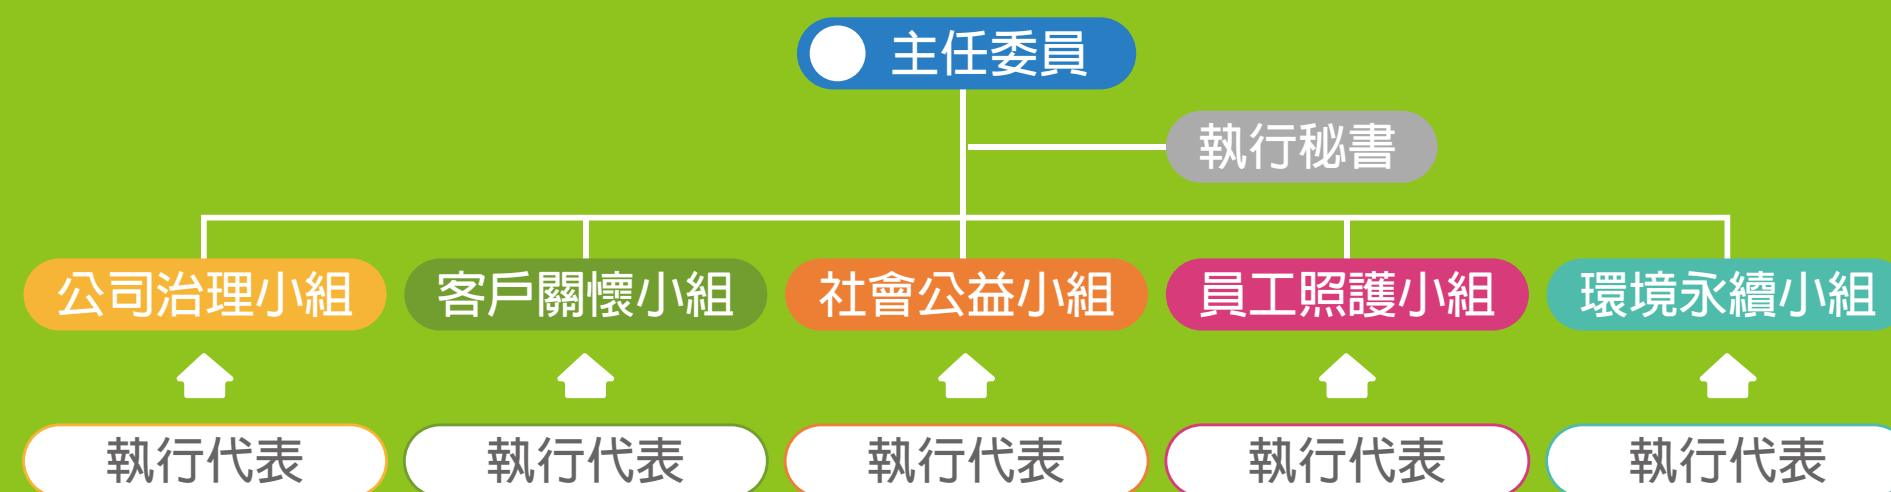 主任委員
執行秘書
公司治理小組
客戶關懷小組
社會公益小組
員工照護小組
環境永續小組
執行代表
執行代表
執行代表
執行代表
執行代表